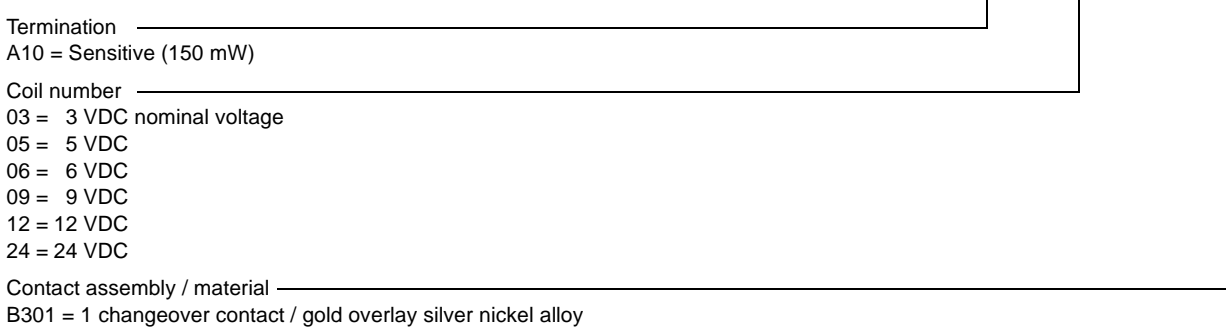 Termination
A10 = Sensitive (150 mW)
Coil number
03 = 3 VDC nominal voltage
05 = 5 VDC
06 = 6 VDC
09 = 9 VDC
12 = 12 VDC
24 = 24 VDC
Contact assembly / material
B301 = 1 changeover contact / gold overlay silver nickel alloy